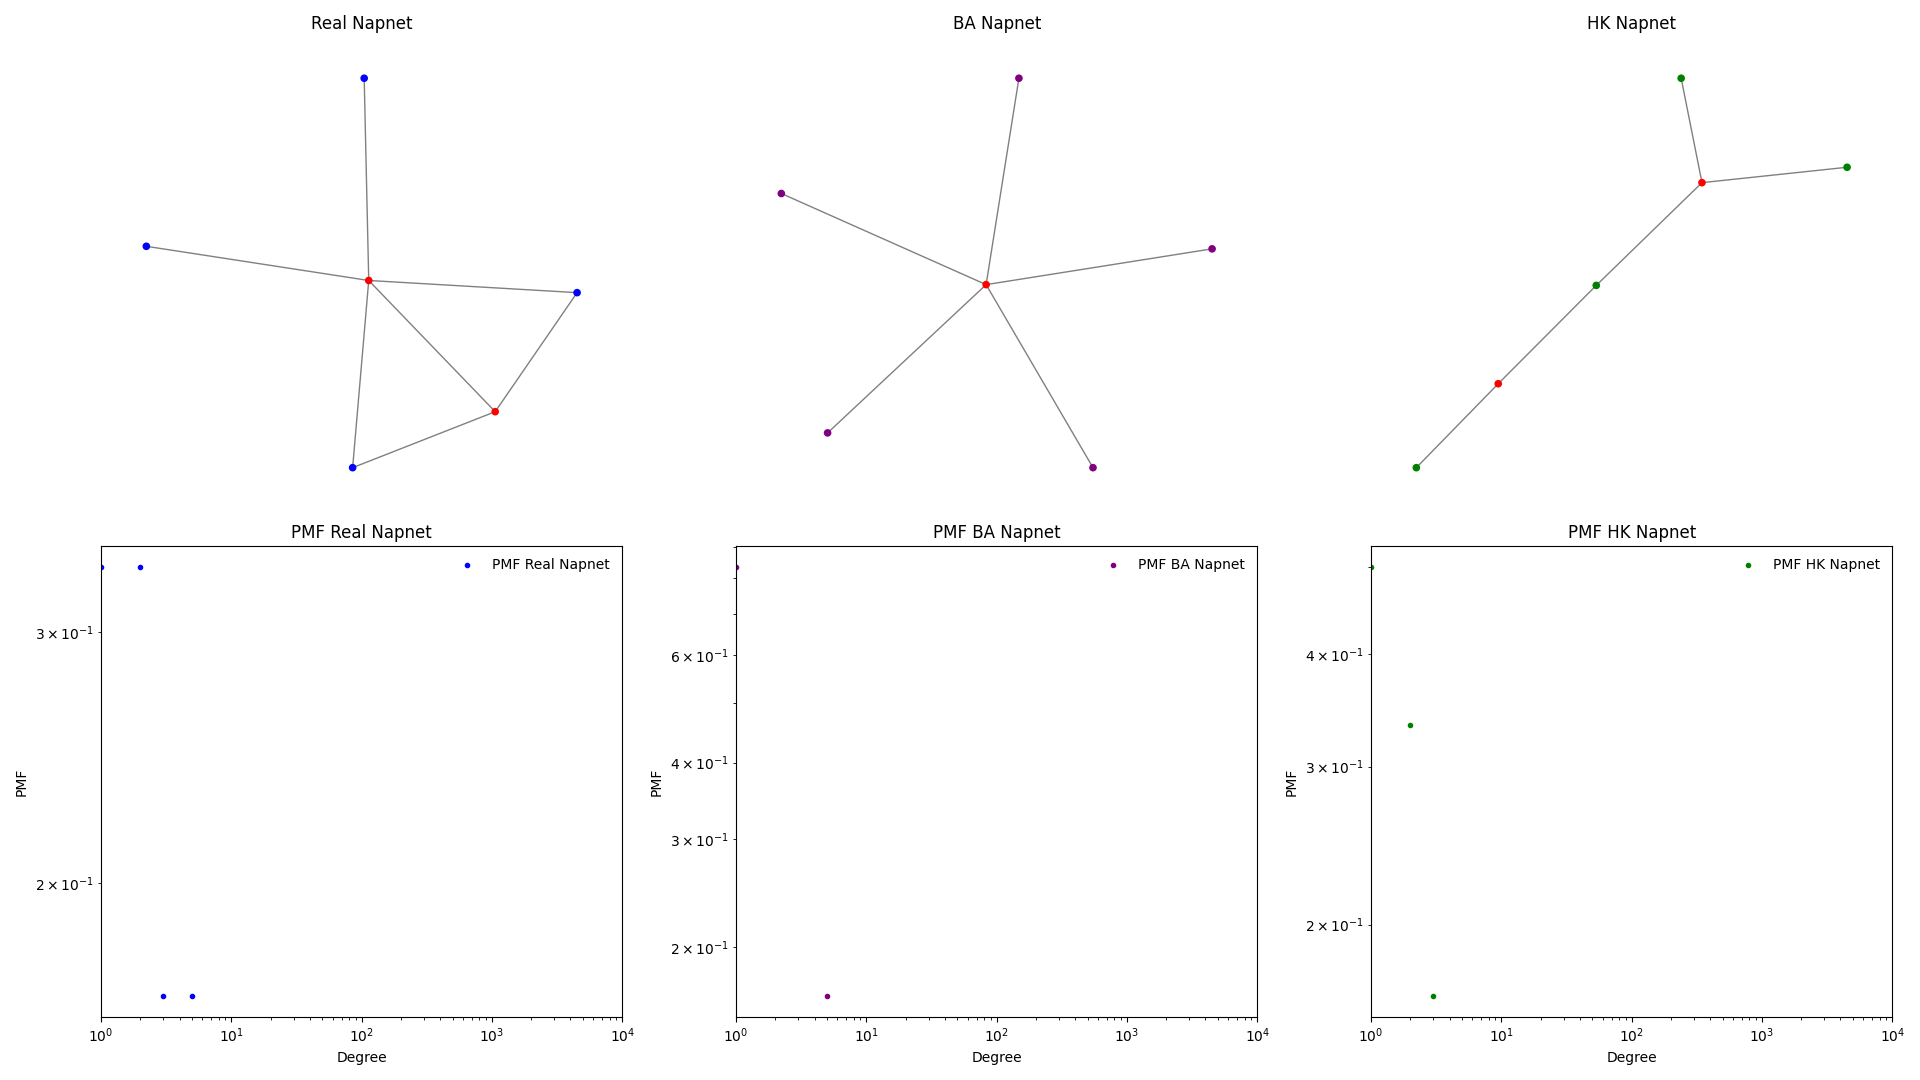 Real Napnet
BA Napnet
HK Napnet
PMF Real Napnet
PMF Real Napnet
3 × 10⁻¹
2 × 10⁻¹
PMF
10⁰ 10¹ 10² 10³ 10⁴
Degree
PMF BA Napnet
PMF BA Napnet
6 × 10⁻¹
4 × 10⁻¹
3 × 10⁻¹
2 × 10⁻¹
PMF
10⁰ 10¹ 10² 10³ 10⁴
Degree
PMF HK Napnet
PMF HK Napnet
4 × 10⁻¹
3 × 10⁻¹
2 × 10⁻¹
PMF
10⁰ 10¹ 10² 10³ 10⁴
Degree